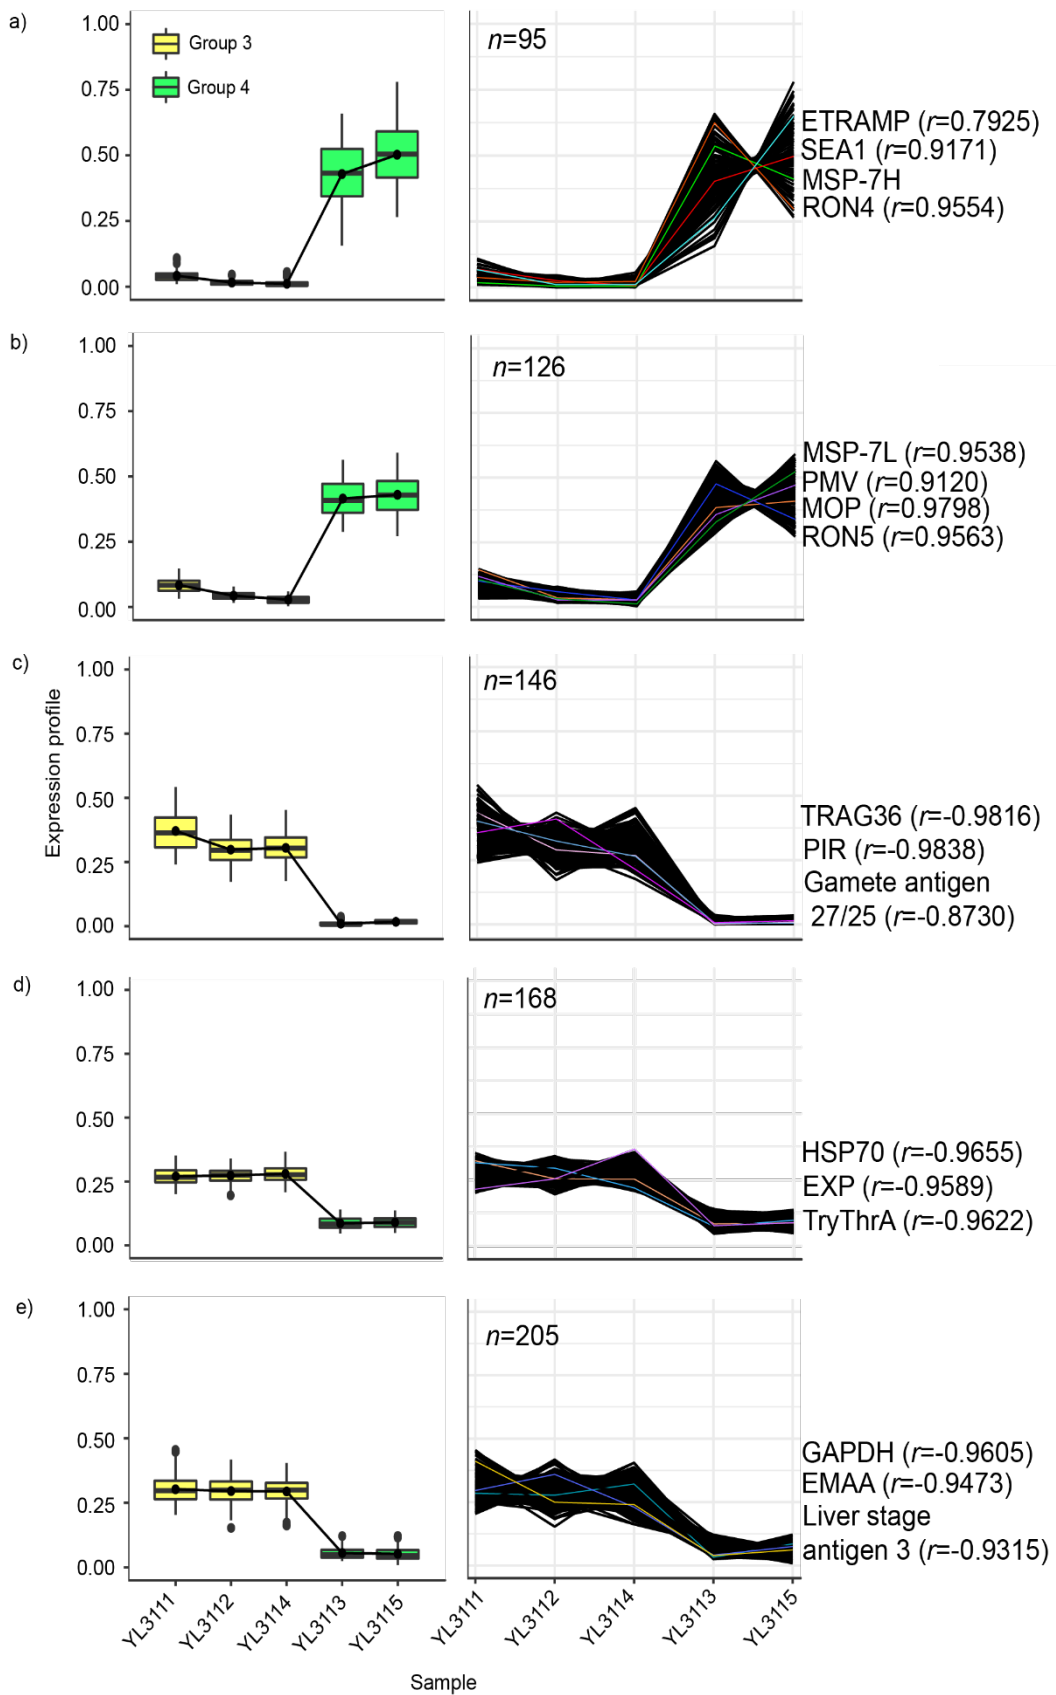 a)
1.00
0.75
0.50
0.25
0.00
Group 3
Group 4
n=95
ETRAMP (r=0.7925)
SEA1 (r=0.9171)
MSP-7H
RON4 (r=0.9554)
b)
1.00
0.75
0.50
0.25
0.00
n=126
MSP-7L (r=0.9538)
PMV (r=0.9120)
MOP (r=0.9798)
RON5 (r=0.9563)
c)
Expression profile
1.00
0.75
0.50
0.25
0.00
n=146
TRAG36 (r=-0.9816)
PIR (r=-0.9838)
Gamete antigen
27/25 (r=-0.8730)
d)
1.00
0.75
0.50
0.25
0.00
n=168
HSP70 (r=-0.9655)
EXP (r=-0.9589)
TryThrA (r=-0.9622)
e)
1.00
0.75
0.50
0.25
0.00
n=205
GAPDH (r=-0.9605)
EMAA (r=-0.9473)
Liver stage
antigen 3 (r=-0.9315)
YL3111
YL3112
YL3114
YL3113
YL3115
YL3111
YL3112
YL3114
YL3113
YL3115
Sample